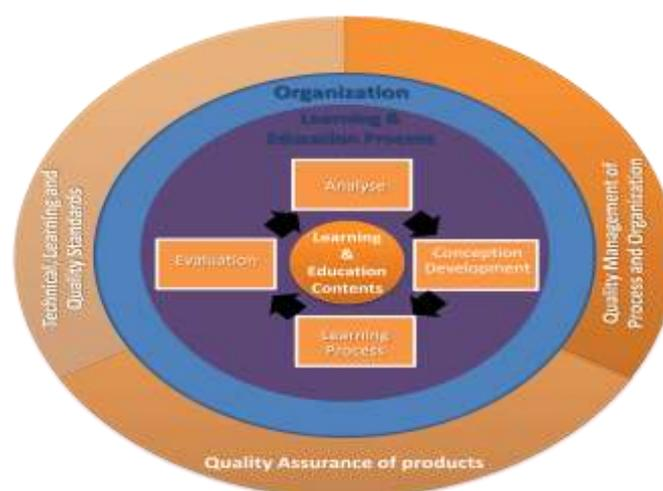 Organization
Learning &
Education Process
Analyse
Technical Learning and
Quality Standards
Quality Management of
Process and Organization
Evaluation
Learning
&
Education
Contents
Conception
Development
Learning
Process
Quality Assurance of products